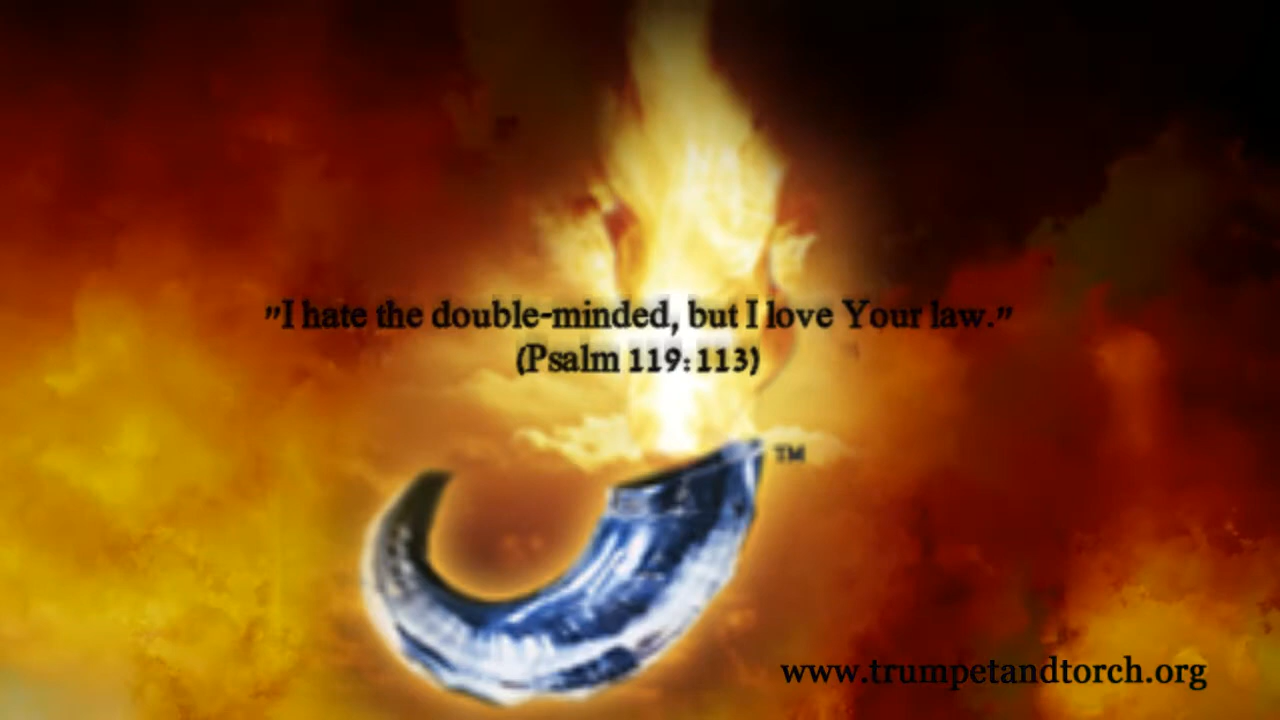 "I hate the double-minded, but I love Your law."
(Psalm 119:113)
TM
www.trumpetandtorch.org